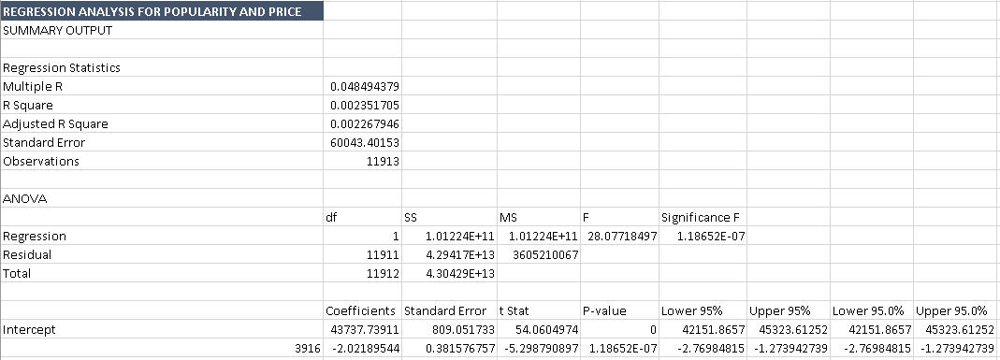 REGRESSION ANALYSIS FOR POPULARITY AND PRICE
SUMMARY OUTPUT
Regression Statistics
Multiple R 0.048494379
R Square 0.002351705
Adjusted R Square 0.002267946
Standard Error 60043.40153
Observations 11913
ANOVA
df SS MS F Significance F
Regression 1 1.01224E+11 1.01224E+11 28.07718497 1.18652E-07
Residual 11911 4.29417E+13 3605210067
Total 11912 4.30429E+13
Coefficients Standard Error t Stat P-value Lower 95% Upper 95% Lower 95.0% Upper 95.0%
Intercept 43737.73911 809.051733 54.0604974 0 42151.8657 45323.61252 42151.8657 45323.61252
3916 -2.02189544 0.381576757 -5.298790897 1.18652E-07 -2.76984815 -1.273942739 -2.76984815 -1.273942739